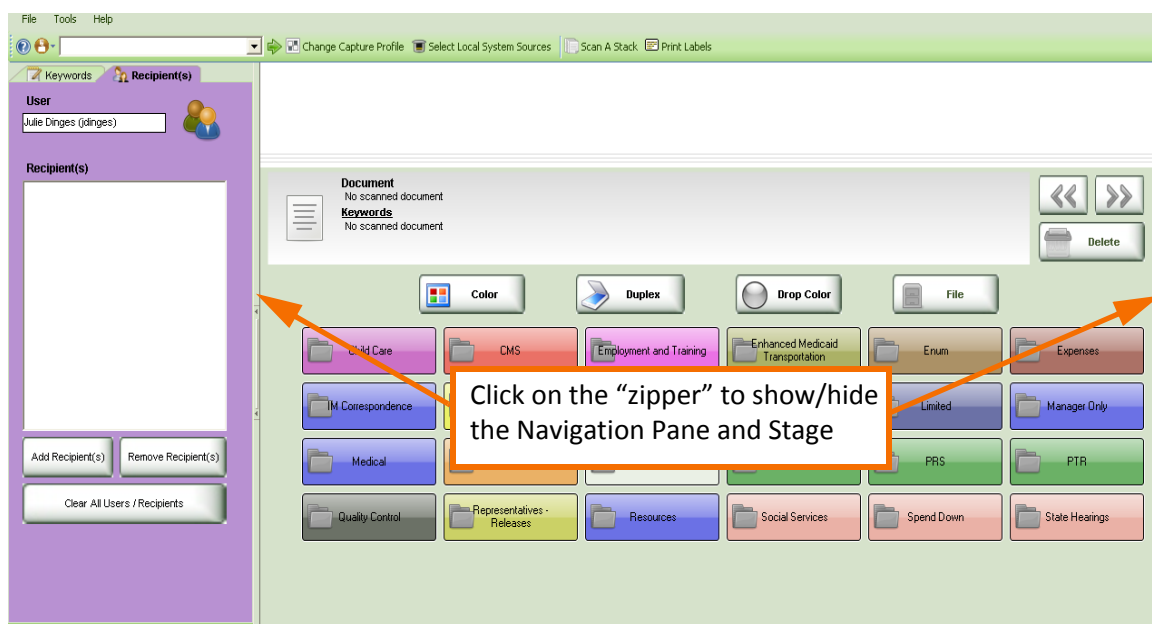 File Tools Help
Change Capture Profile Select Local System Sources Scan A Stack Print Labels
Keywords Recipient(s)
User
Julie Dinges (jdinges)
Recipient(s)
Document
No scanned document
Keywords
No scanned document
Delete
Color Duplex Drop Color File
Child Care CMS Employment and Training Enhanced Medicaid
Transportation Enum Expenses
IM Correspondence Limited Manager Only
Click on the “zipper” to show/hide
the Navigation Pane and Stage
Medical PRS PTR
Add Recipient(s) Remove Recipient(s)
Clear All Users / Recipients
Quality Control Representatives -
Releases Resources Social Services Spend Down State Hearings